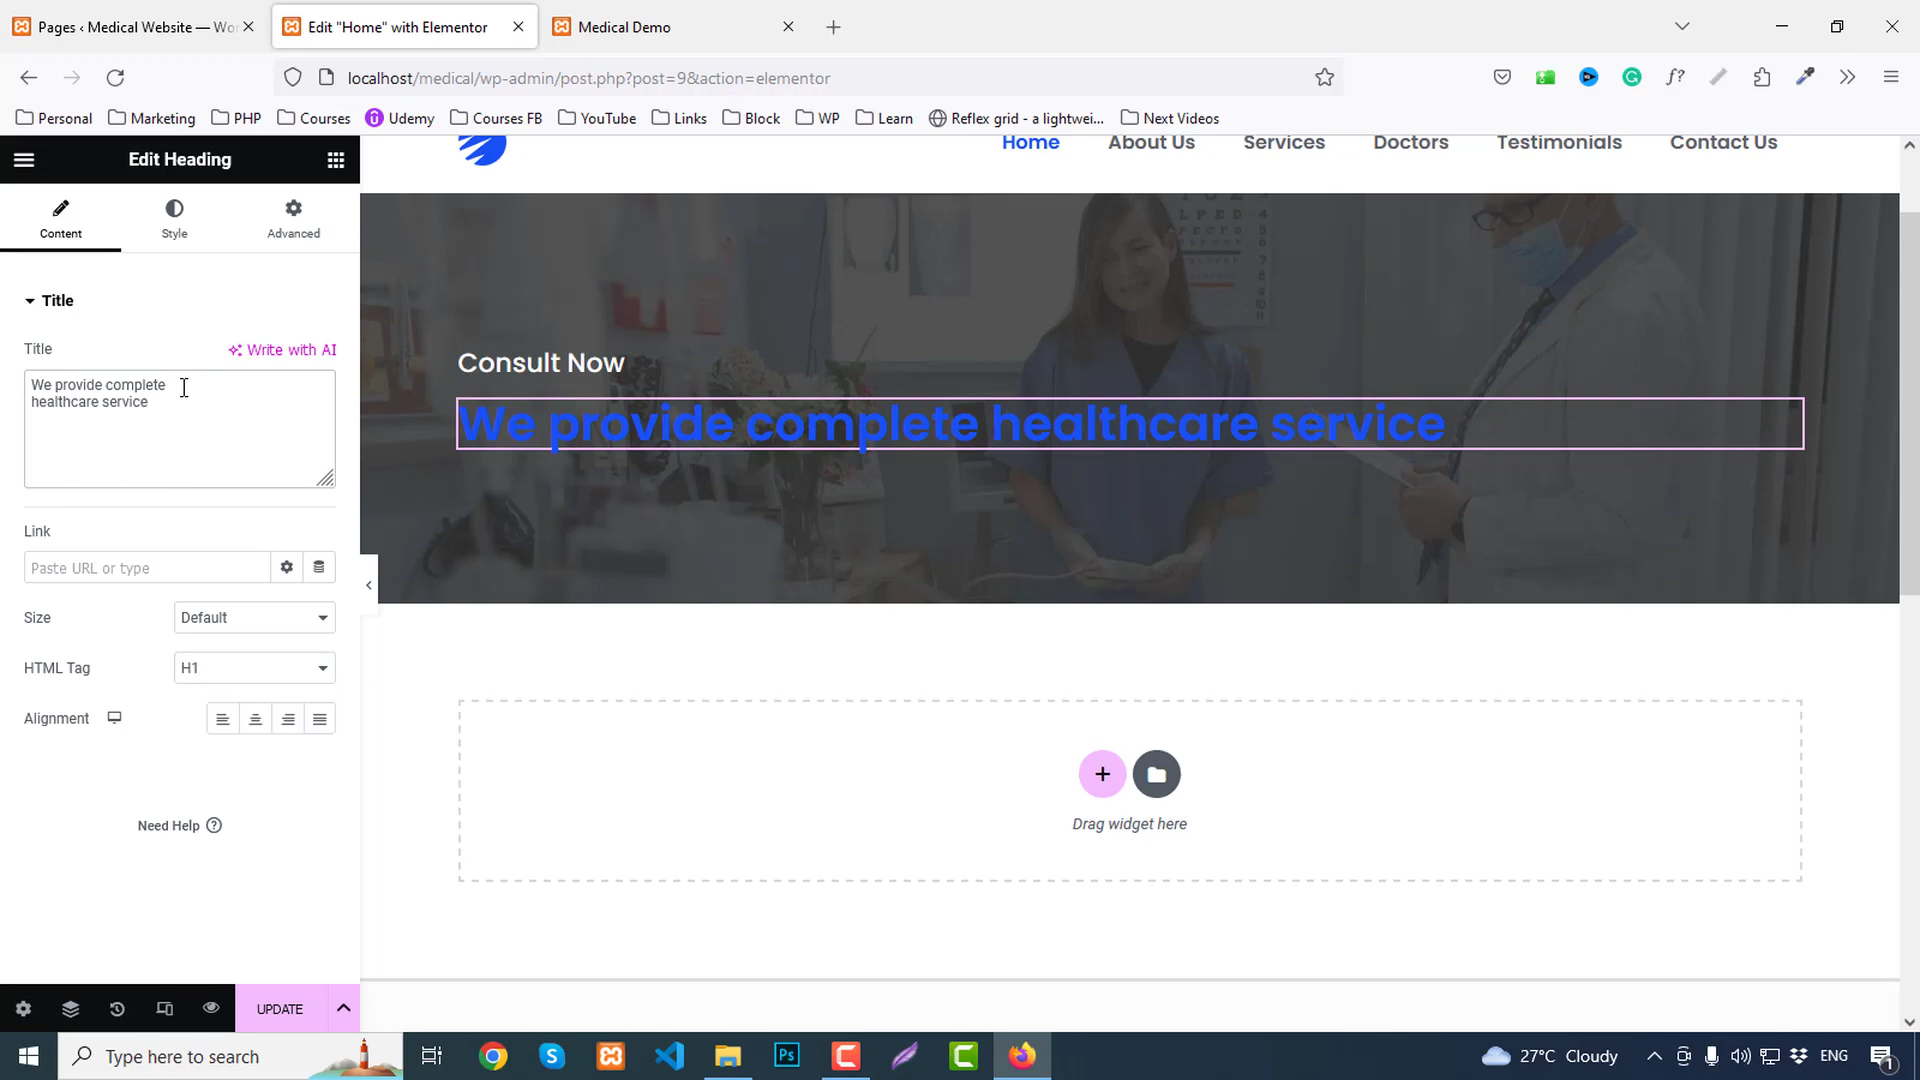 Pages ‹ Medical Website — Wo
Edit "Home" with Elementor
Medical Demo
localhost/medical/wp-admin/post.php?post=9&action=elementor
Personal
Marketing
PHP
Courses
Udemy
Courses FB
YouTube
Links
Block
WP
Learn
Reflex grid - a lightwei...
Next Videos
Edit Heading
Home
About Us
Services
Doctors
Testimonials
Contact Us
Content
Style
Advanced
Title
Title
Write with AI
We provide complete
healthcare service
Consult Now
We provide complete healthcare service
Link
Paste URL or type
Size
Default
HTML Tag
H1
Alignment
Drag widget here
Need Help
UPDATE
Type here to search
27°C Cloudy
ENG
1